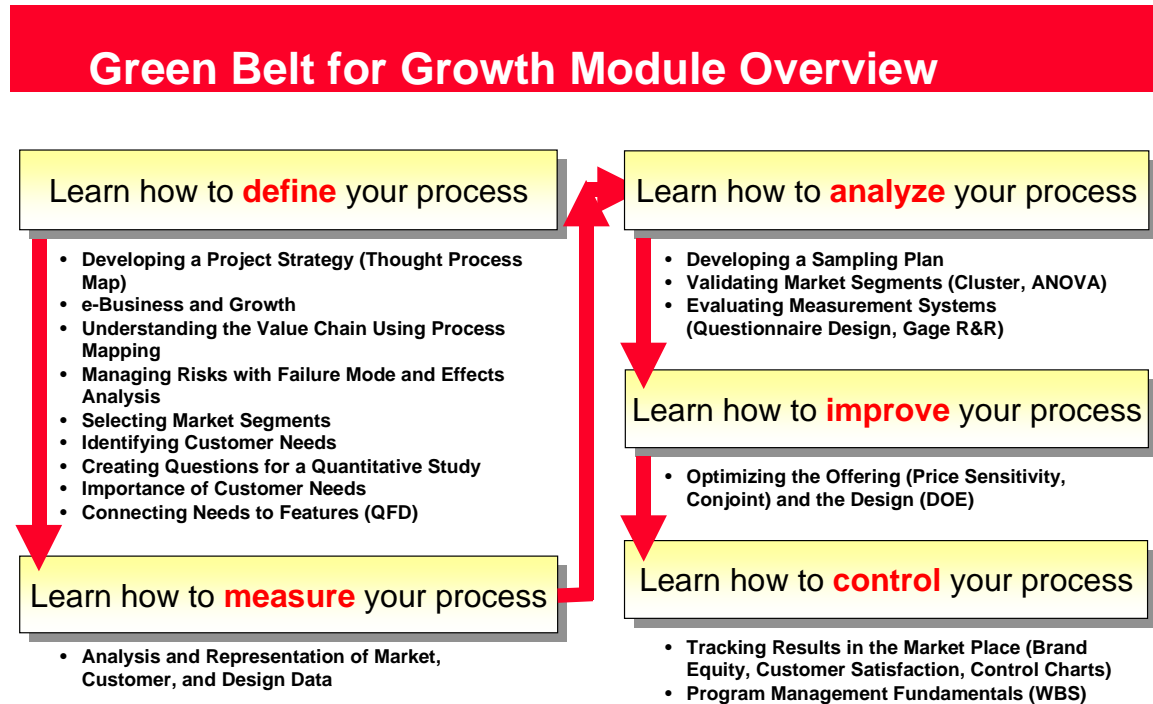 Green Belt for Growth Module Overview
Learn how to define your process
• Developing a Project Strategy (Thought Process
Map)
• e-Business and Growth
• Understanding the Value Chain Using Process
Mapping
• Managing Risks with Failure Mode and Effects
Analysis
• Selecting Market Segments
• Identifying Customer Needs
• Creating Questions for a Quantitative Study
• Importance of Customer Needs
• Connecting Needs to Features (QFD)
Learn how to measure your process
• Analysis and Representation of Market,
Customer, and Design Data
Learn how to analyze your process
• Developing a Sampling Plan
• Validating Market Segments (Cluster, ANOVA)
• Evaluating Measurement Systems
(Questionnaire Design, Gage R&R)
Learn how to improve your process
• Optimizing the Offering (Price Sensitivity,
Conjoint) and the Design (DOE)
Learn how to control your process
• Tracking Results in the Market Place (Brand
Equity, Customer Satisfaction, Control Charts)
• Program Management Fundamentals (WBS)